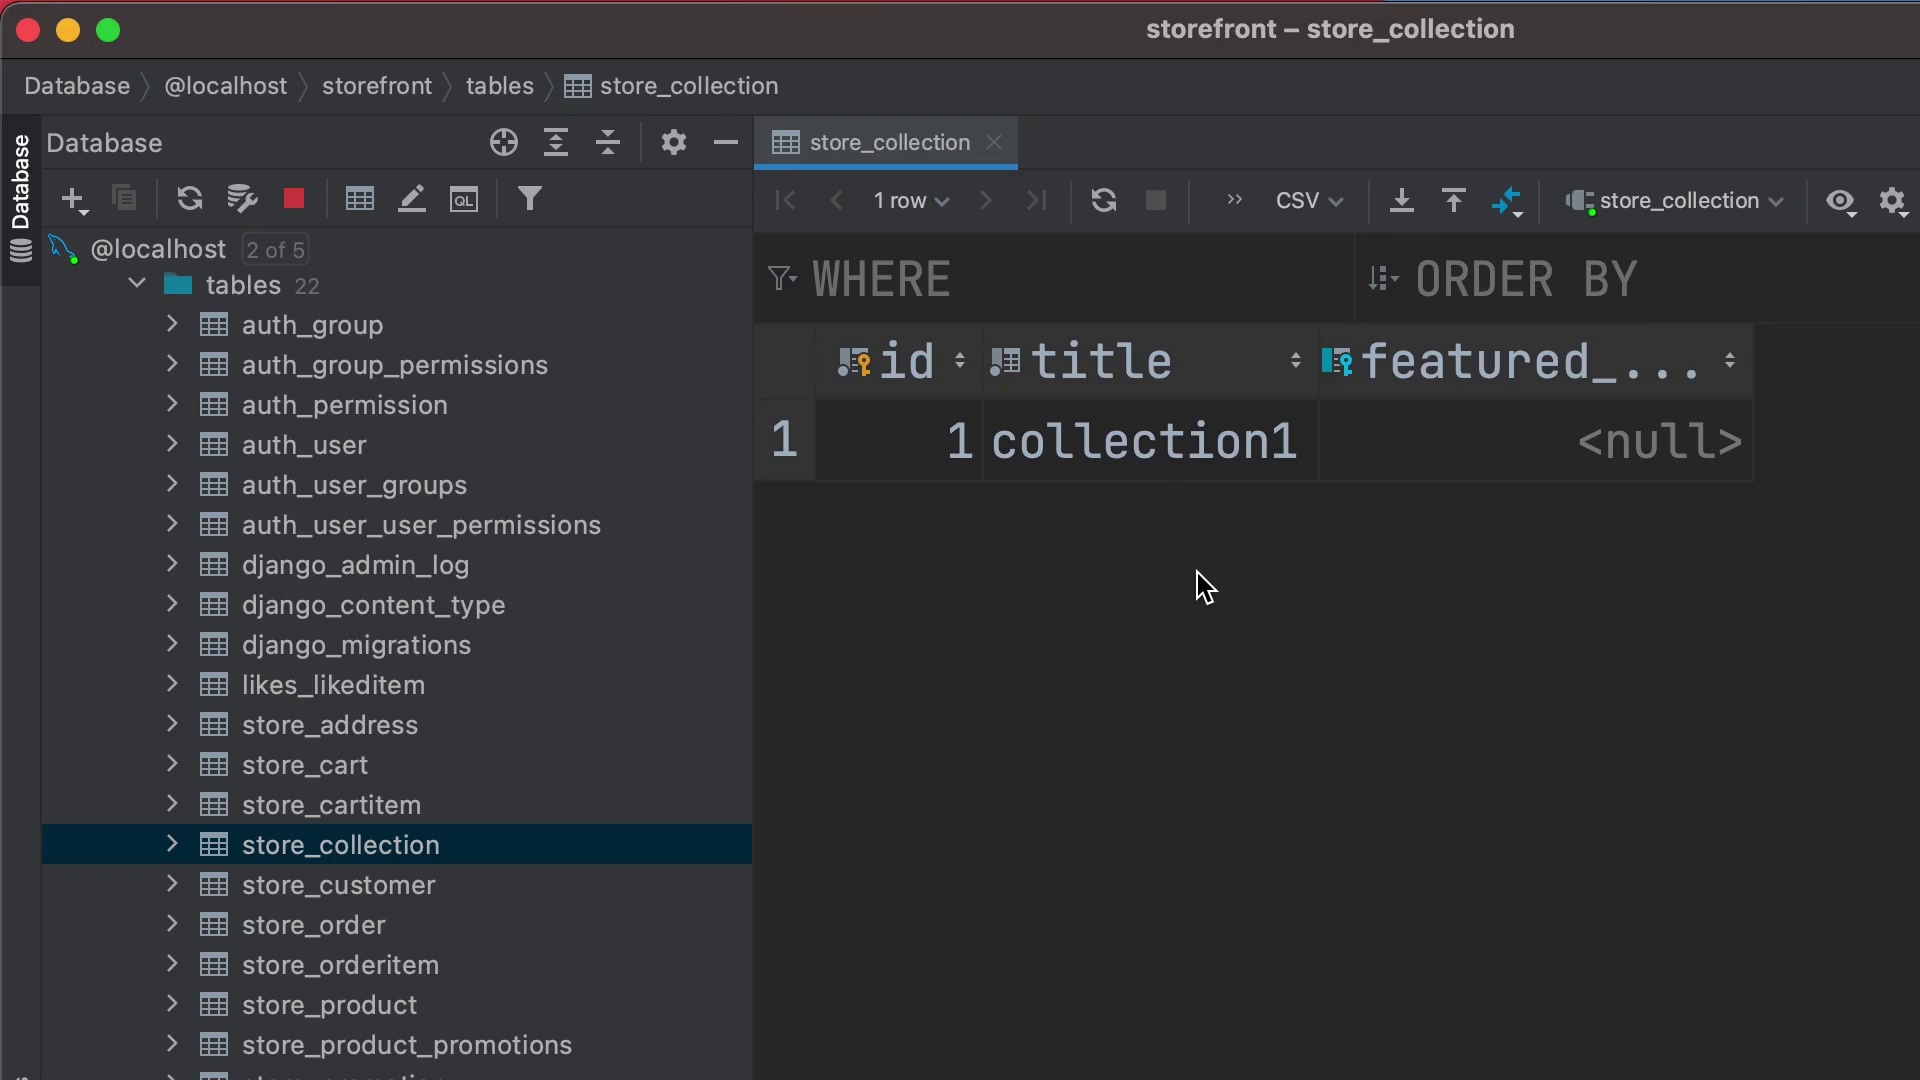 storefront – store_collection
Database @localhost storefront tables store_collection
Database
Database
store_collection
1 row CSV store_collection
@localhost 2 of 5
tables 22
auth_group
auth_group_permissions
auth_permission
auth_user
auth_user_groups
auth_user_user_permissions
django_admin_log
django_content_type
django_migrations
likes_likeditem
store_address
store_cart
store_cartitem
store_collection
store_customer
store_order
store_orderitem
store_product
store_product_promotions
QL
WHERE ORDER BY
id title featured_...
1 1 collection1 <null>